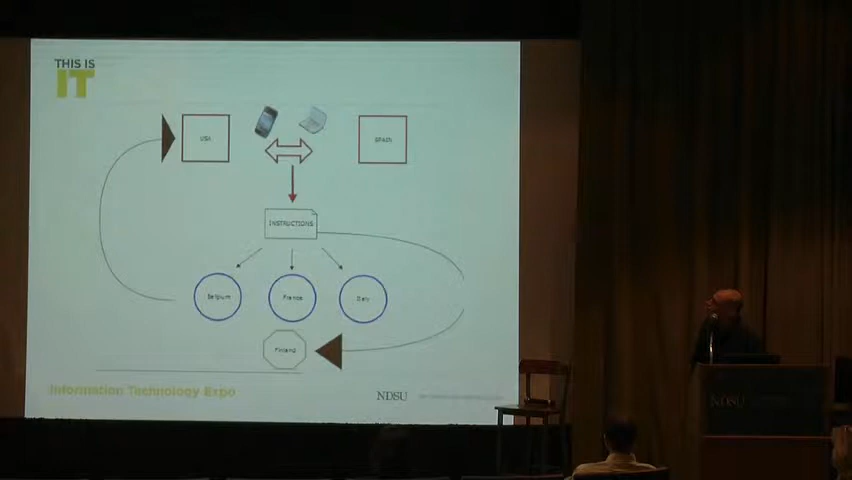 THIS IS
IT
USA
SPAIN
INSTRUCTIONS
Belgium
France
Italy
Finland
Information Technology Expo
NDSU
NDSU